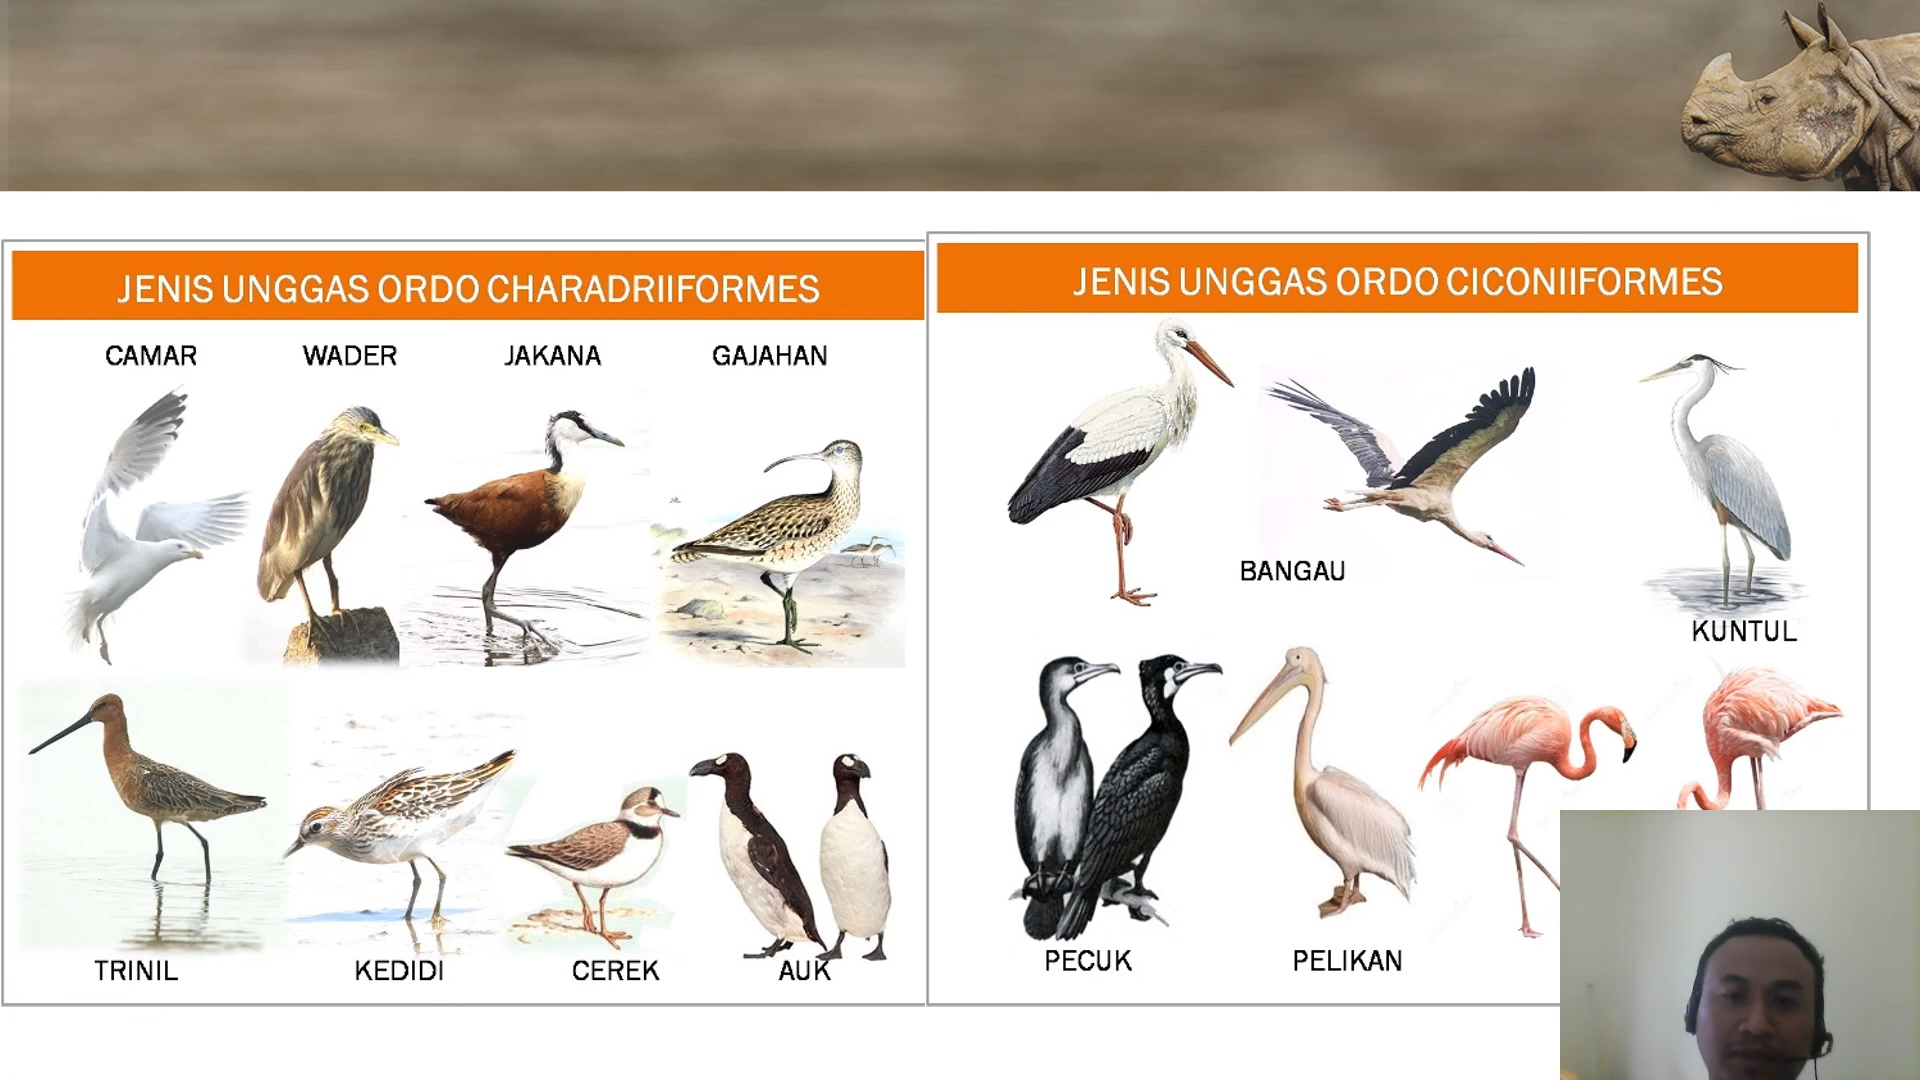 JENIS UNGGAS ORDO CHARADRIIFORMES
CAMAR WADER JAKANA GAJAHAN
TRINIL KEDIDI CEREK AUK
JENIS UNGGAS ORDO CICONIIFORMES
BANGAU
KUNTUL
PECUK PELIKAN